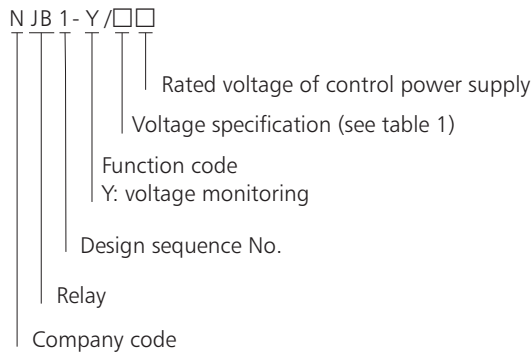 N JB 1 - Y / □ □
Rated voltage of control power supply
Voltage specification (see table 1)
Function code
Y: voltage monitoring
Design sequence No.
Relay
Company code